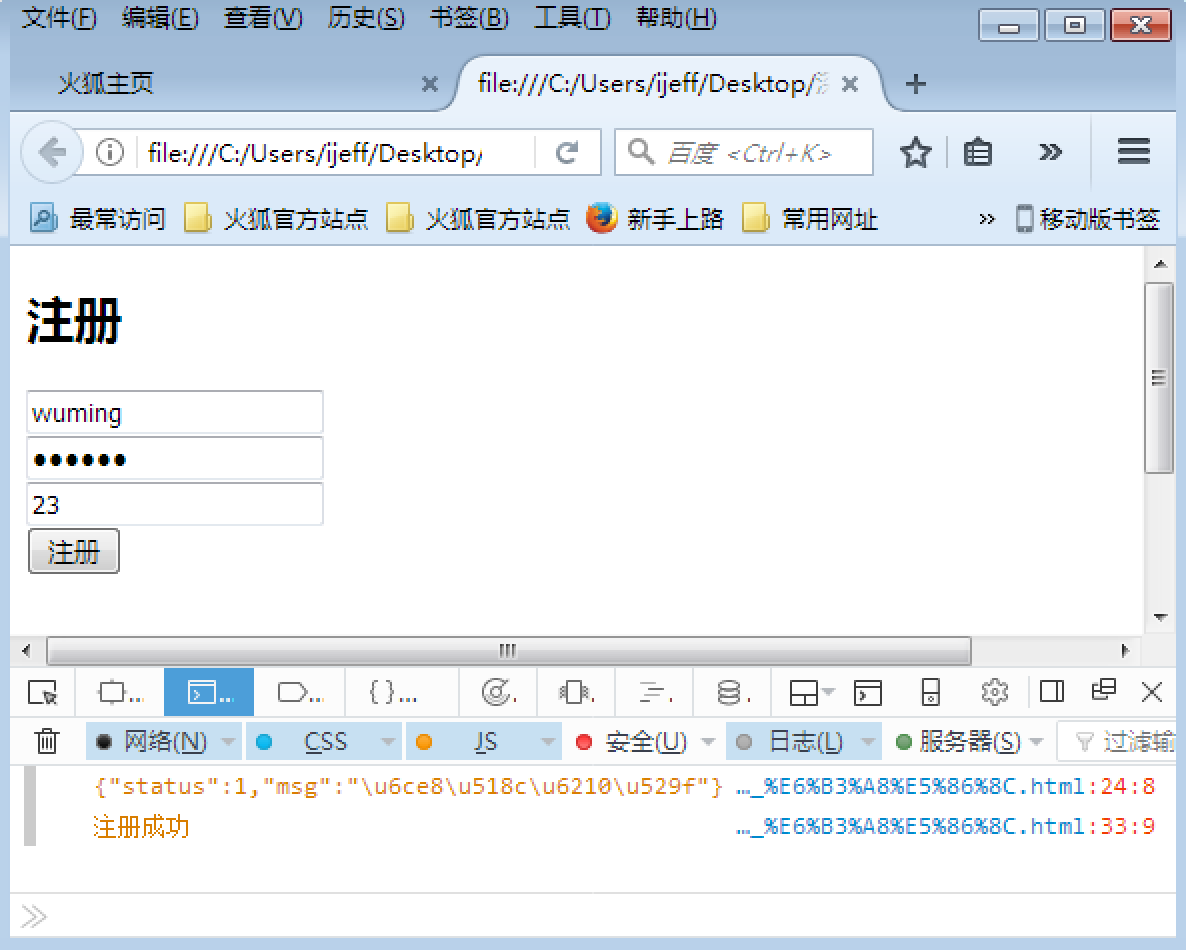 文件(F) 编辑(E) 查看(V) 历史(S) 书签(B) 工具(T) 帮助(H)
火狐主页 file:///C:/Users/ijeff/Desktop/
file:///C:/Users/ijeff/Desktop/ 百度 <Ctrl+K>
最常访问 火狐官方站点 火狐官方站点 新手上路 常用网址 移动版书签
注册
wuming
••••••
23
注册
网络(N) CSS JS 安全(U) 日志(L) 服务器(S) 过滤输
{"status":1,"msg":"\u6ce8\u518c\u6210\u529f"} …_%E6%B3%A8%E5%86%8C.html:24:8
注册成功 …_%E6%B3%A8%E5%86%8C.html:33:9